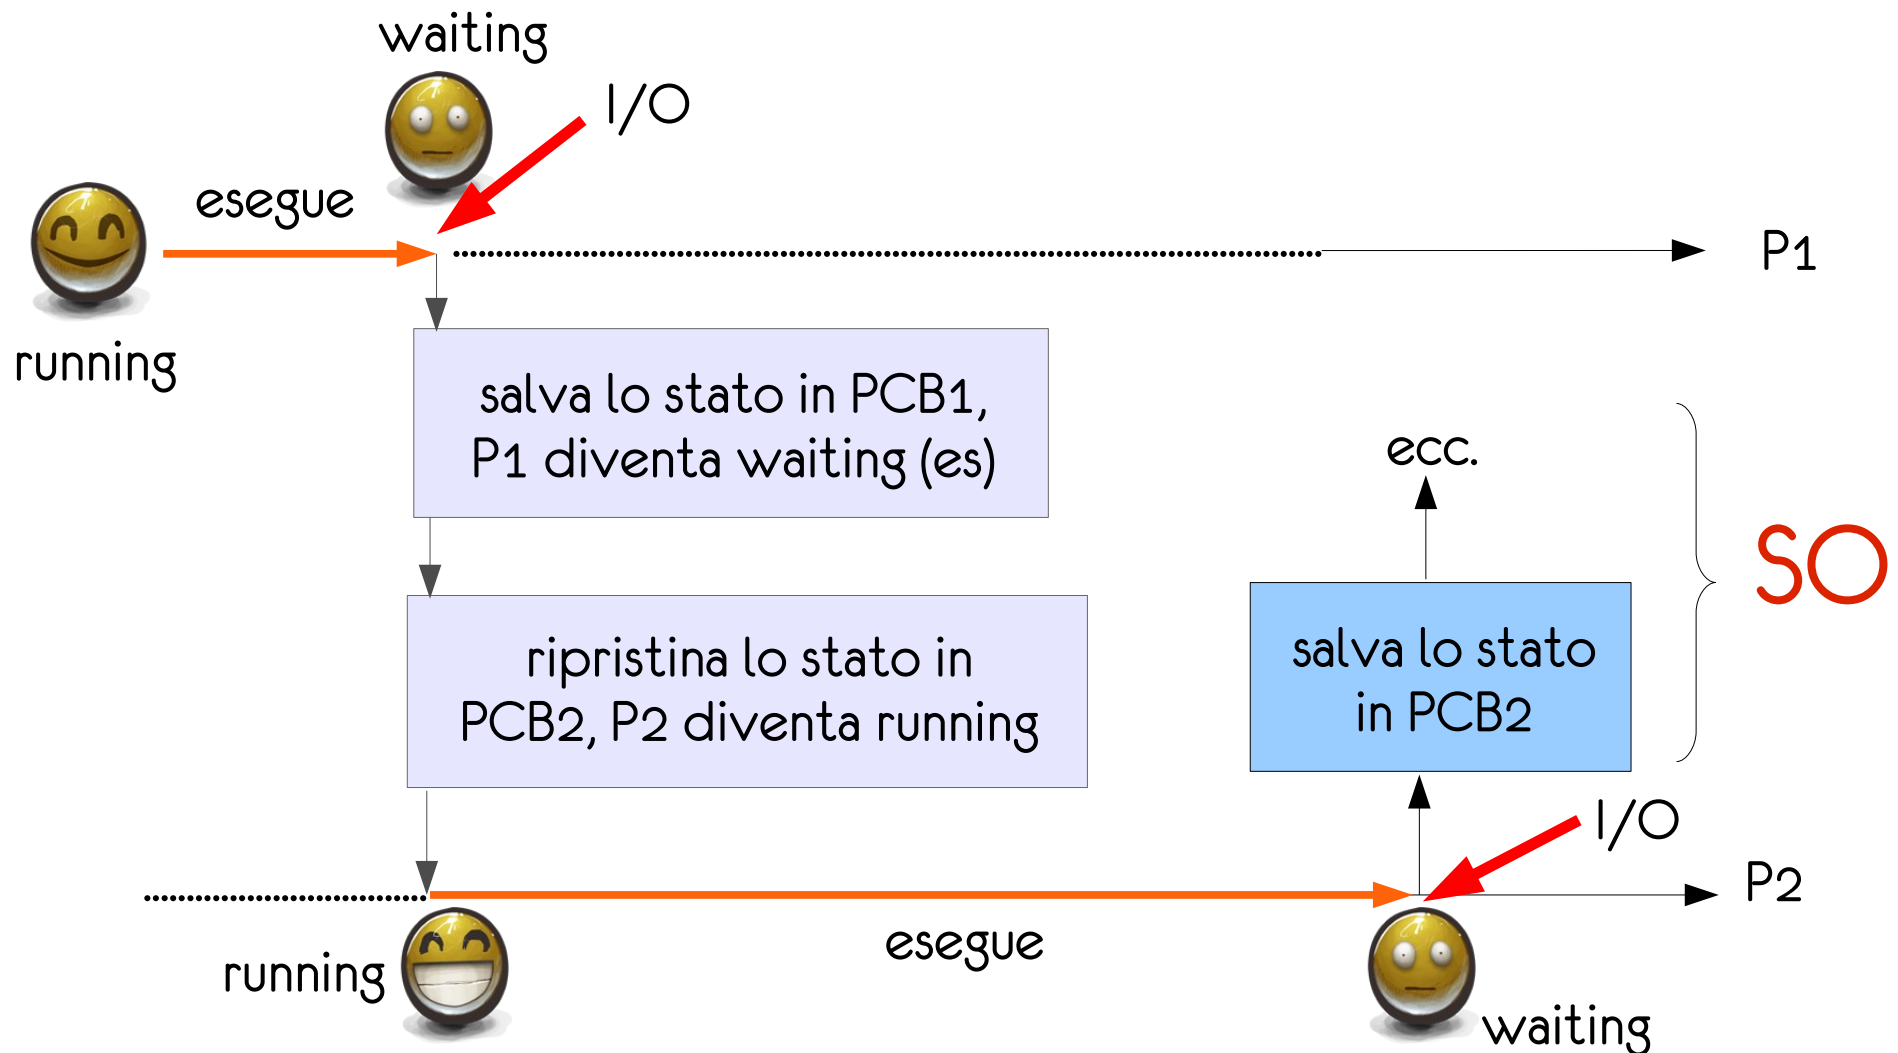 waiting
I/O
esegue
running
P1
salva lo stato in PCB1,
P1 diventa waiting (es)
ecc.
SO
ripristina lo stato in
PCB2, P2 diventa running
salva lo stato
in PCB2
I/O
P2
running
esegue
waiting